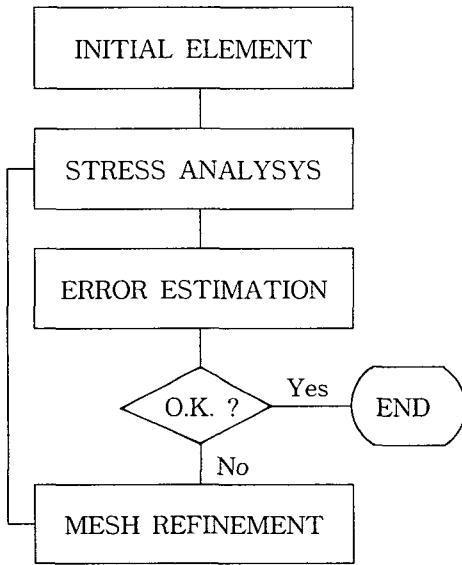 INITIAL ELEMENT
STRESS ANALYSYS
ERROR ESTIMATION
O.K. ?
Yes
END
No
MESH REFINEMENT